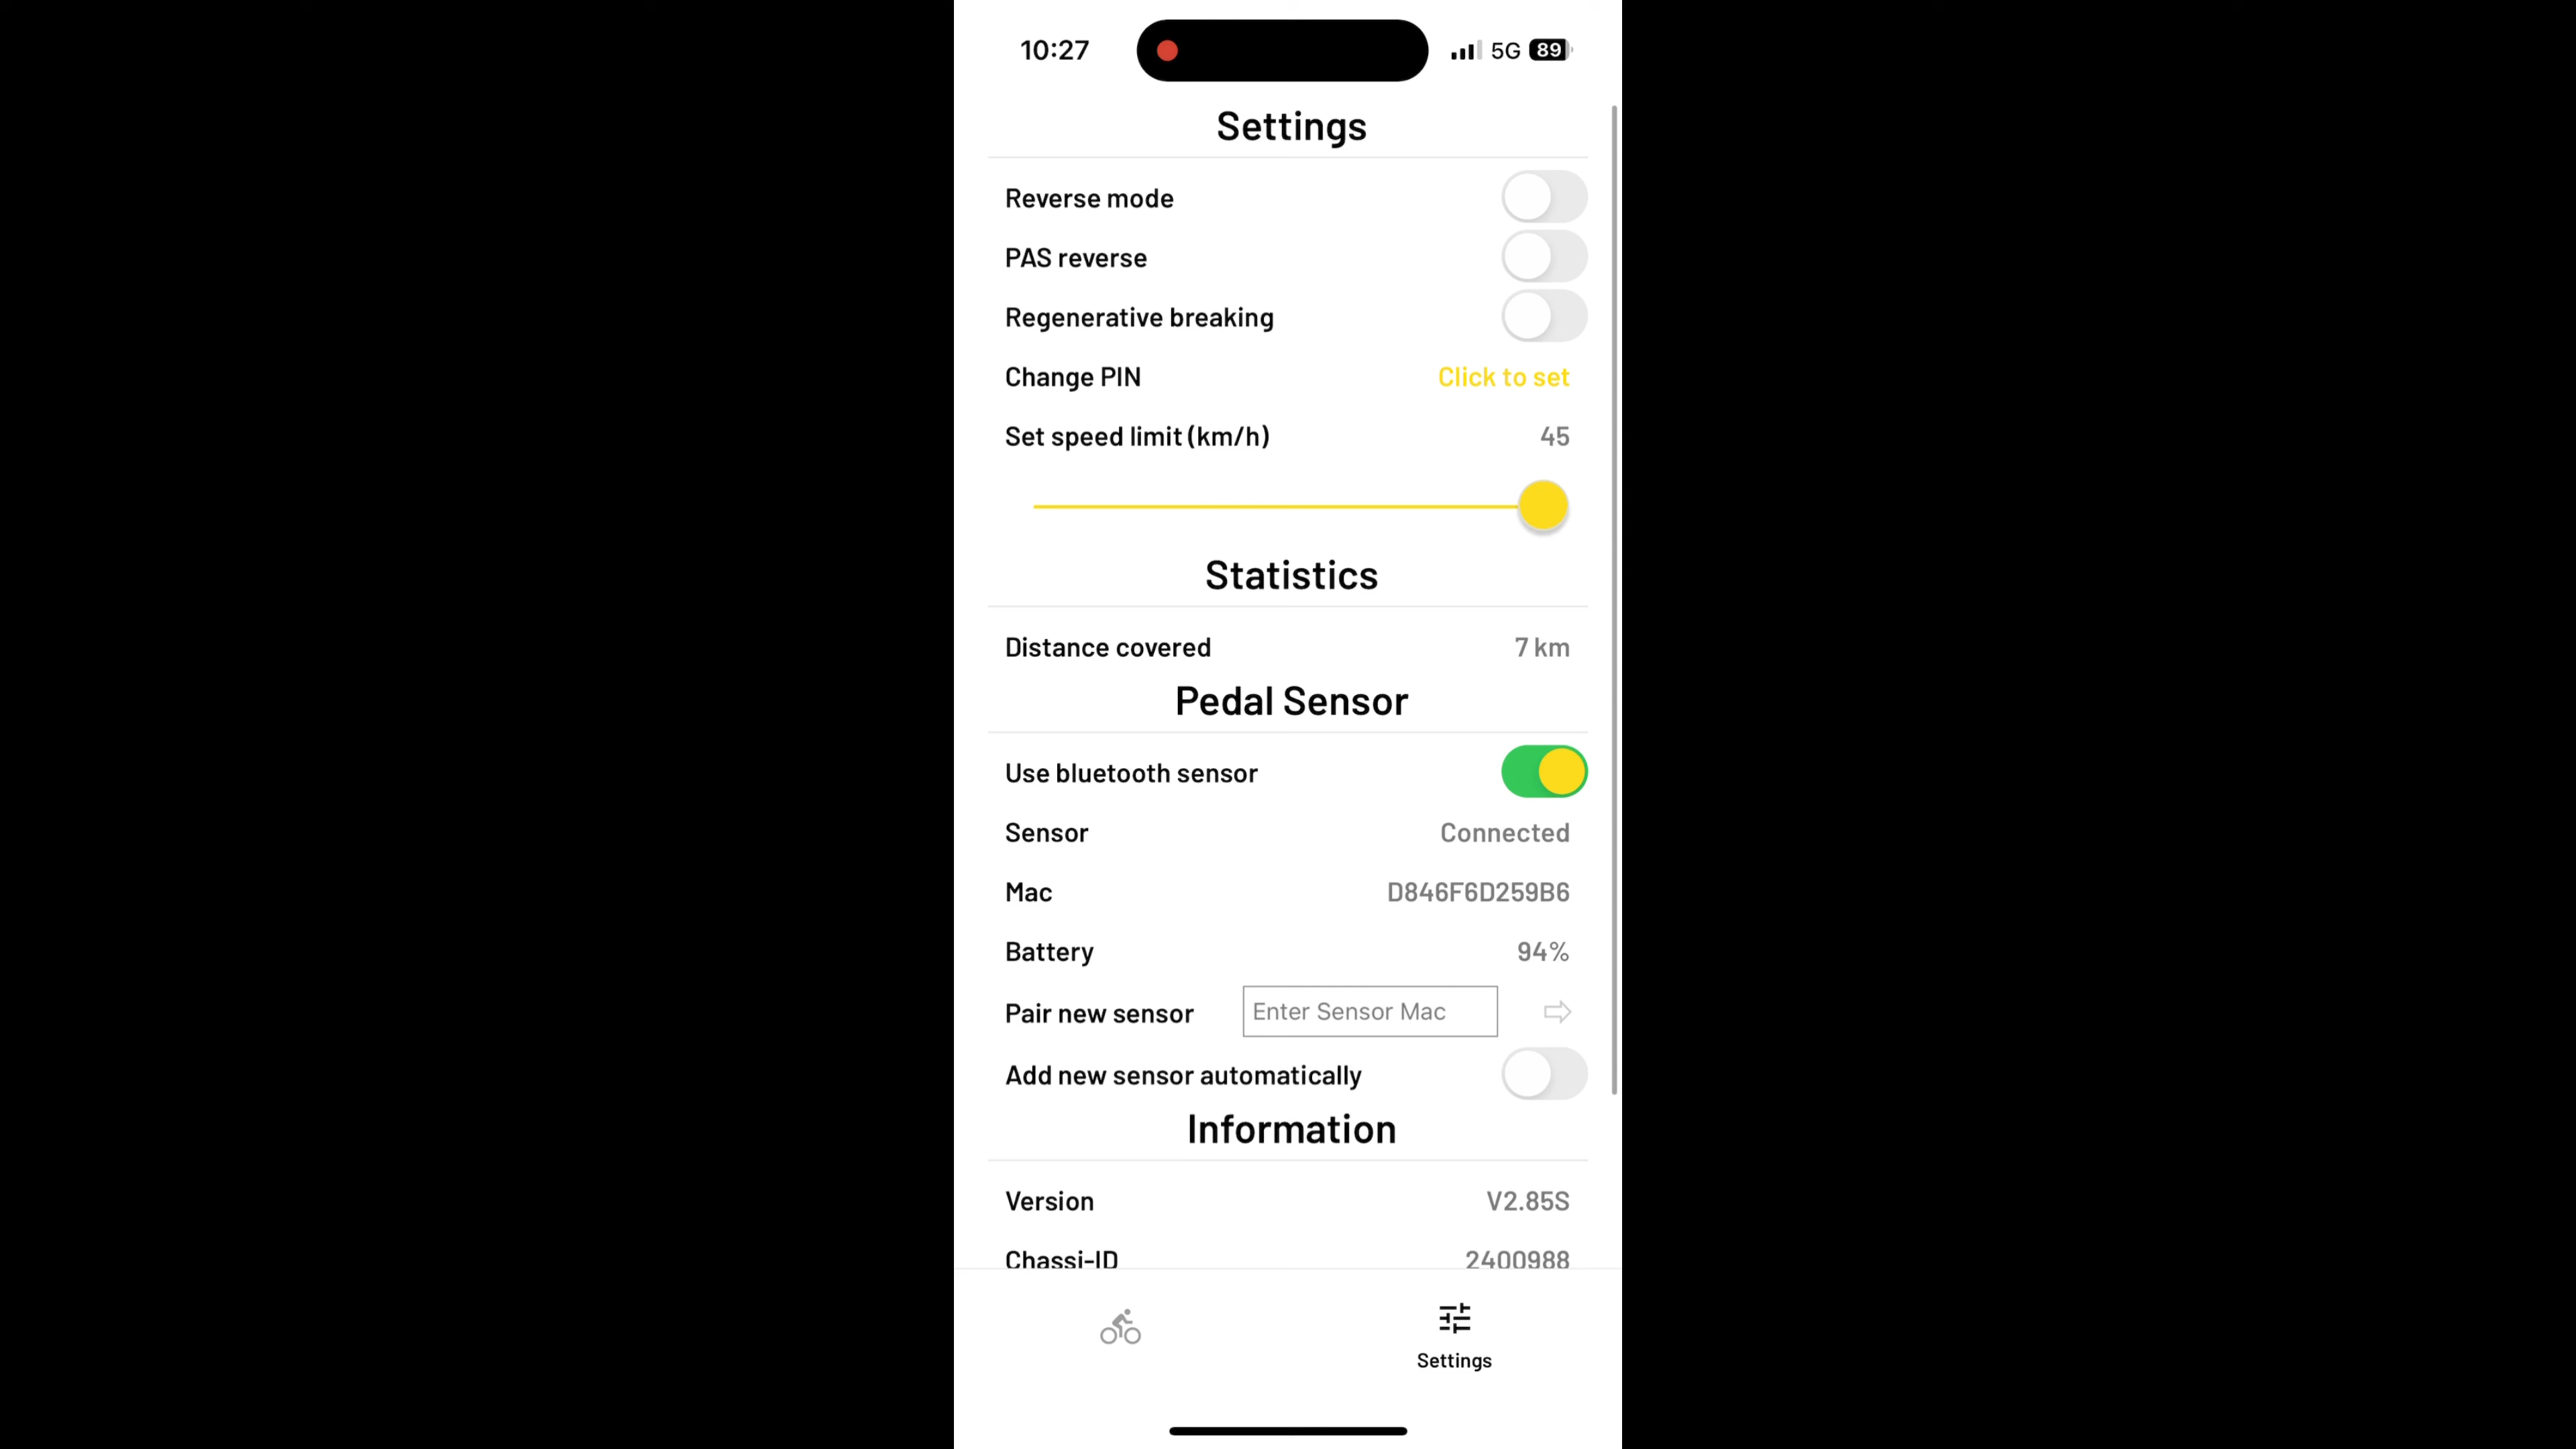 10:27
5G 89
Settings
Reverse mode
PAS reverse
Regenerative breaking
Change PIN Click to set
Set speed limit (km/h) 45
Statistics
Distance covered 7 km
Pedal Sensor
Use bluetooth sensor
Sensor Connected
Mac D846F6D259B6
Battery 94%
Pair new sensor Enter Sensor Mac
Add new sensor automatically
Information
Version V2.85S
Chassi-ID 2400988
Settings